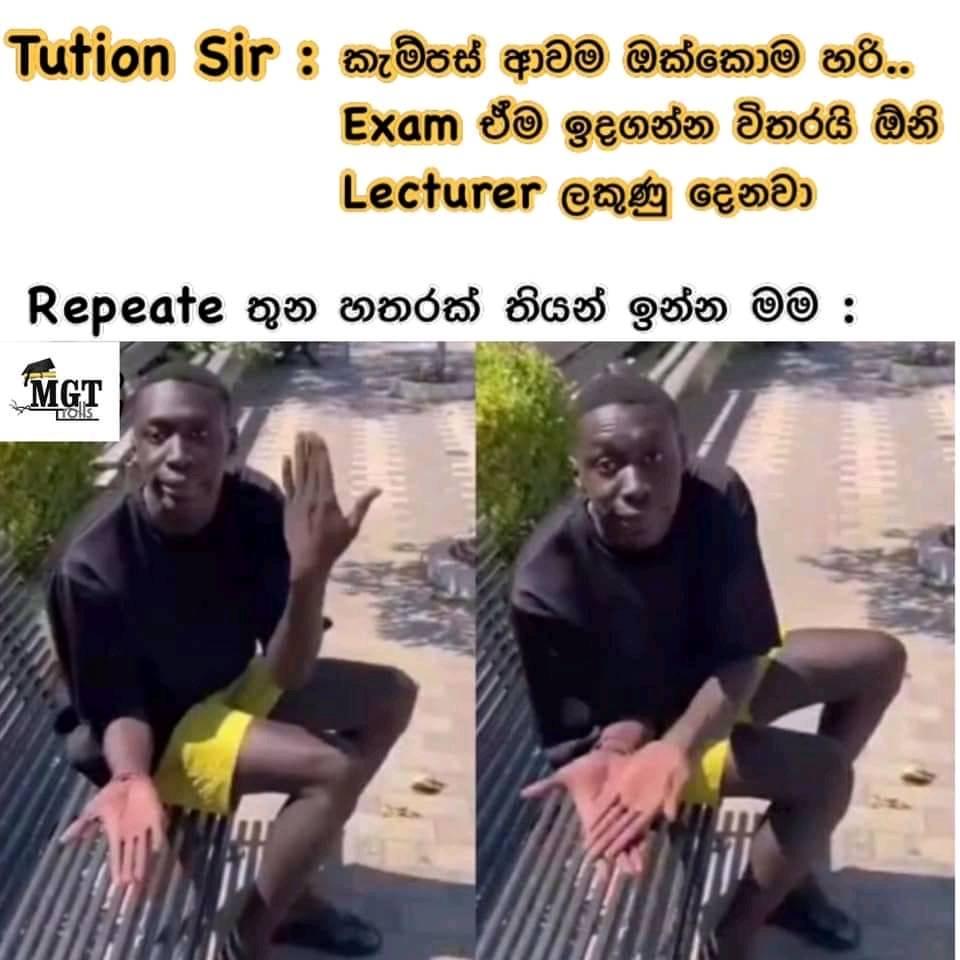 Tution Sir : කැම්පස් ආවම ඔක්කොම හරි..
Exam ඒම ඉදගන්න විතරයි ඕනි
Lecturer ලකුණු දෙනවා
Repeate තුන හතරක් තියන් ඉන්න මම :
MGT
Trolls